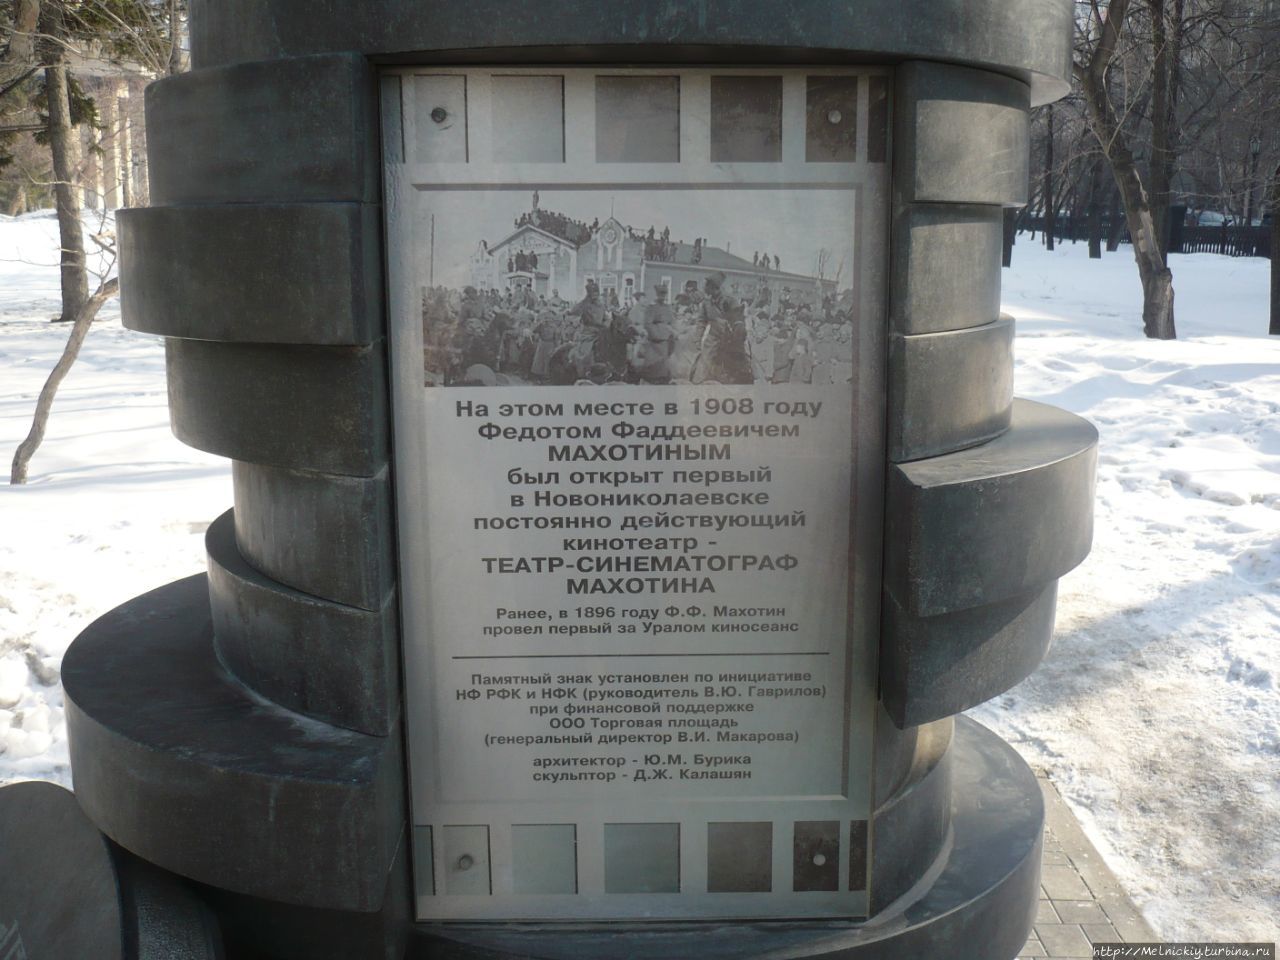 На этом месте в 1908 году
Федотом Фаддеевичем
МАХОТИНЫМ
был открыт первый
в Новониколаевске
постоянно действующий
кинотеатр -
ТЕАТР-СИНЕМАТОГРАФ
МАХОТИНА
Ранее, в 1896 году Ф.Ф. Махотин
провел первый за Уралом киносеанс
Памятный знак установлен по инициативе
НФ РФК и НФК (руководитель В.Ю. Гаврилов)
при финансовой поддержке
ООО Торговая площадь
(генеральный директор В.И. Макарова)
архитектор - Ю.М. Бурика
скульптор - Д.Ж. Калашян
http://Melnickiy.turbina.ru